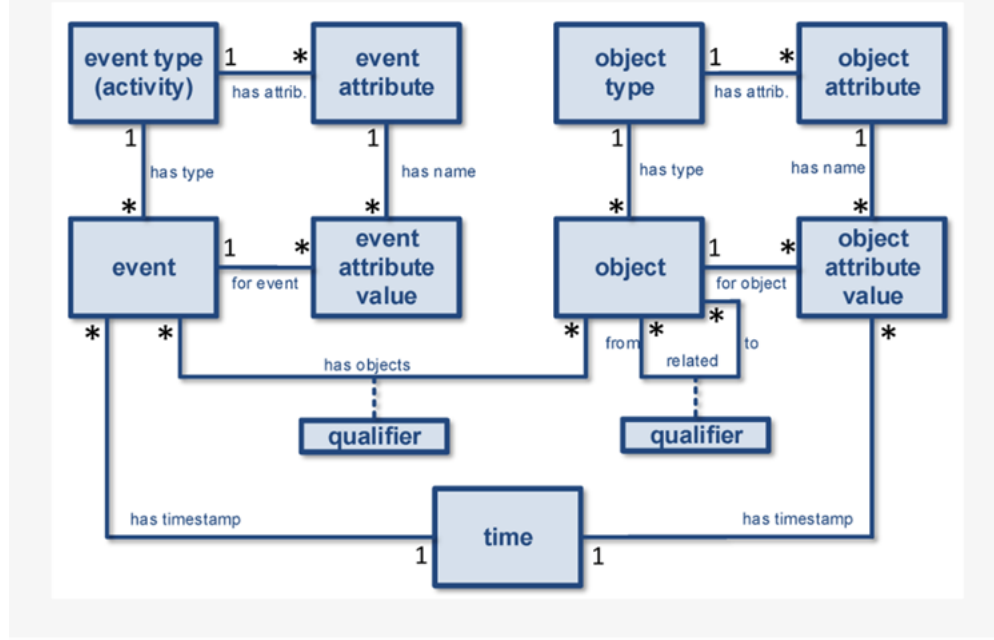 event type
(activity)
1
*
has attrib.
event
attribute
object
type
1
*
has attrib.
object
attribute
1
has type
*
1
has name
*
1
has type
*
1
has name
*
event
1
*
for event
event
attribute
value
object
1
*
for object
object
attribute
value
*
*
has objects
*
from
*
related
*
to
*
qualifier
qualifier
has timestamp
1
time
1
has timestamp